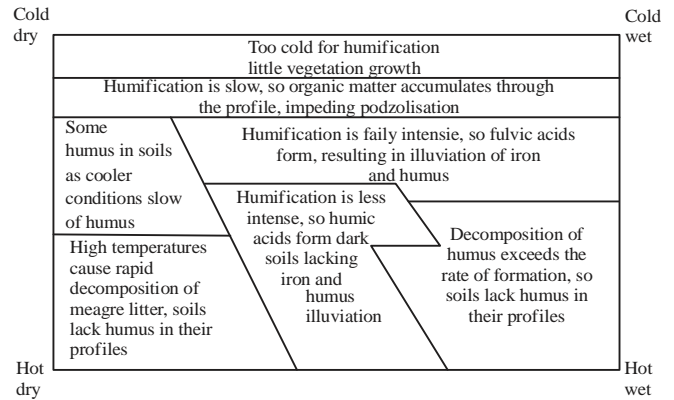 Cold
dry
Cold
wet
Too cold for humification
little vegetation growth
Humification is slow, so organic matter accumulates through
the profile, impeding podzolisation
Some
humus in soils
as cooler
conditions slow
of humus
Humification is faily intensie, so fulvic acids
form, resulting in illuviation of iron
and humus
Humification is less
intense, so humic
acids form dark
soils lacking
iron and
humus
illuviation
Decomposition of
humus exceeds the
rate of formation, so
soils lack humus in
their profiles
High temperatures
cause rapid
decomposition of
meagre litter, soils
lack humus in their
profiles
Hot
dry
Hot
wet